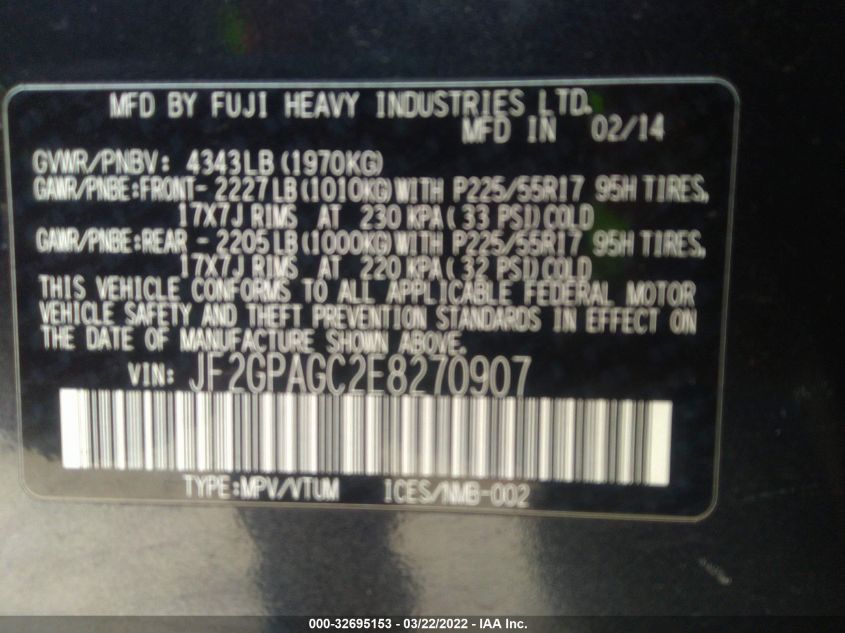 MFD BY FUJI HEAVY INDUSTRIES LTD.
MFD IN 02/14
GVWR/PNBV: 4343LB (1970KG)
GAWR/PNBE:FRONT- 2227LB(1010KG)WITH P225/55R17 95H TIRES,
17X7J RIMS AT 230 KPA( 33 PSI)COLD
GAWR/PNBE:REAR - 2205LB(1000KG)WITH P225/55R17 95H TIRES,
17X7J RIMS AT 220 KPA( 32 PSI)COLD
THIS VEHICLE CONFORMS TO ALL APPLICABLE FEDERAL MOTOR
VEHICLE SAFETY AND THEFT PREVENTION STANDARDS IN EFFECT ON
THE DATE OF MANUFACTURE SHOWN ABOVE.
VIN: JF2GPAGC2E8270907
TYPE:MPV/VTUM ICES/NMB-002
000-32695153 - 03/22/2022 - IAA Inc.